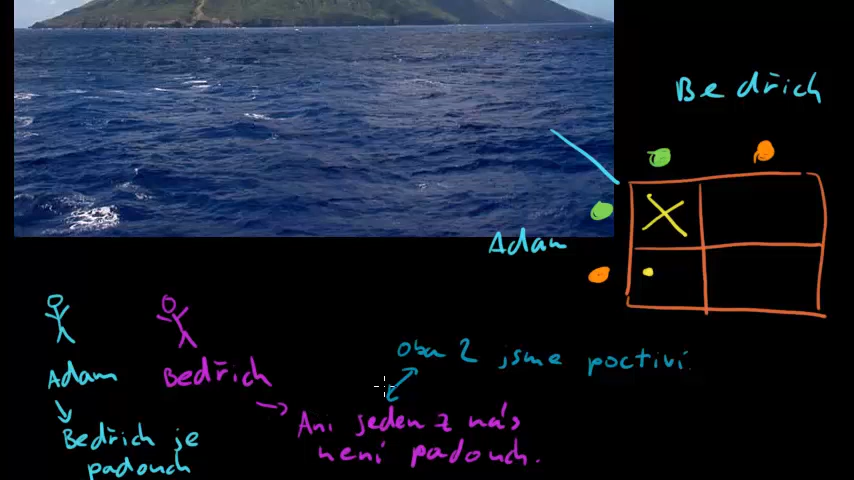 Bedřich
Adam
Adam
Bedřich
Bedřich je
padouch
oba 2 jsme poctiví.
Ani jeden z nás
není padouch.